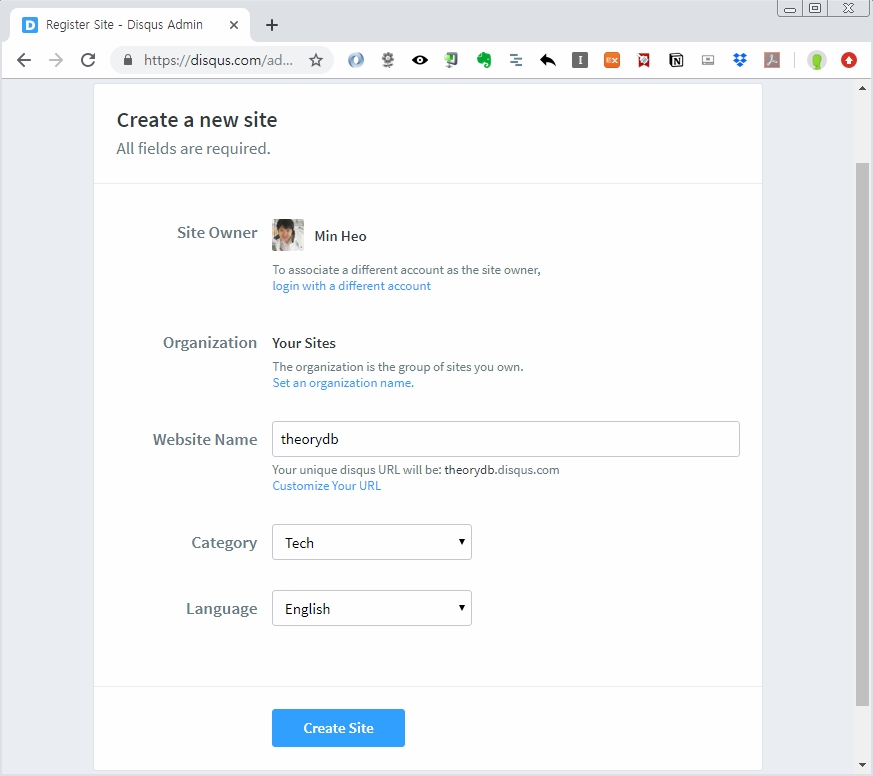 Register Site - Disqus Admin
https://disqus.com/ad...
Create a new site
All fields are required.
Site Owner
Min Heo
To associate a different account as the site owner,
login with a different account
Organization
Your Sites
The organization is the group of sites you own.
Set an organization name.
Website Name
theorydb
Your unique disqus URL will be: theorydb.disqus.com
Customize Your URL
Category
Tech
Language
English
Create Site